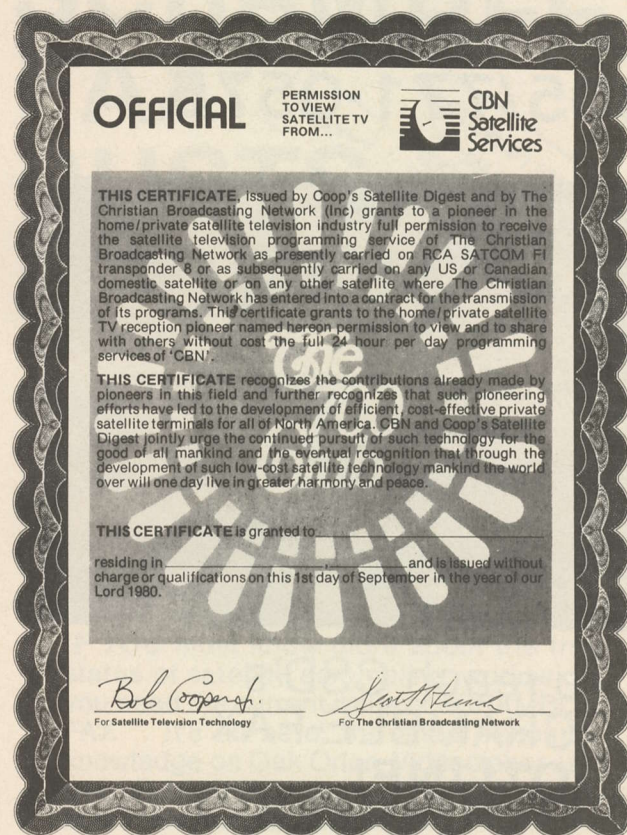 OFFICIAL
PERMISSION
TO VIEW
SATELLITE TV
FROM...
CBN
Satellite
Services
THIS CERTIFICATE, issued by Coop's Satellite Digest and by The
Christian Broadcasting Network (Inc) grants to a pioneer in the
home/private satellite television industry full permission to receive
the satellite television programming service of The Christian
Broadcasting Network as presently carried on RCA SATCOM FI
transponder 8 or as subsequently carried on any US or Canadian
domestic satellite or on any other satellite where The Christian
Broadcasting Network has entered into a contract for the transmission
of its programs. This certificate grants to the home/private satellite
TV reception pioneer named hereon permission to view and to share
with others without cost the full 24 hour per day programming
services of 'CBN'.
THIS CERTIFICATE recognizes the contributions already made by
pioneers in this field and further recognizes that such pioneering
efforts have led to the development of efficient, cost-effective private
satellite terminals for all of North America. CBN and Coop's Satellite
Digest jointly urge the continued pursuit of such technology for the
good of all mankind and in eventual recognition that through the
development of such low-cost satellite technology mankind the world
over will one day live in greater harmony and peace.
The
700
THIS CERTIFICATE is granted to
residing in , and is issued without
charge or qualifications on this 1st day of September in the year of our
Lord 1980.
Bob Cooper Jr.
For Satellite Television Technology
For The Christian Broadcasting Network